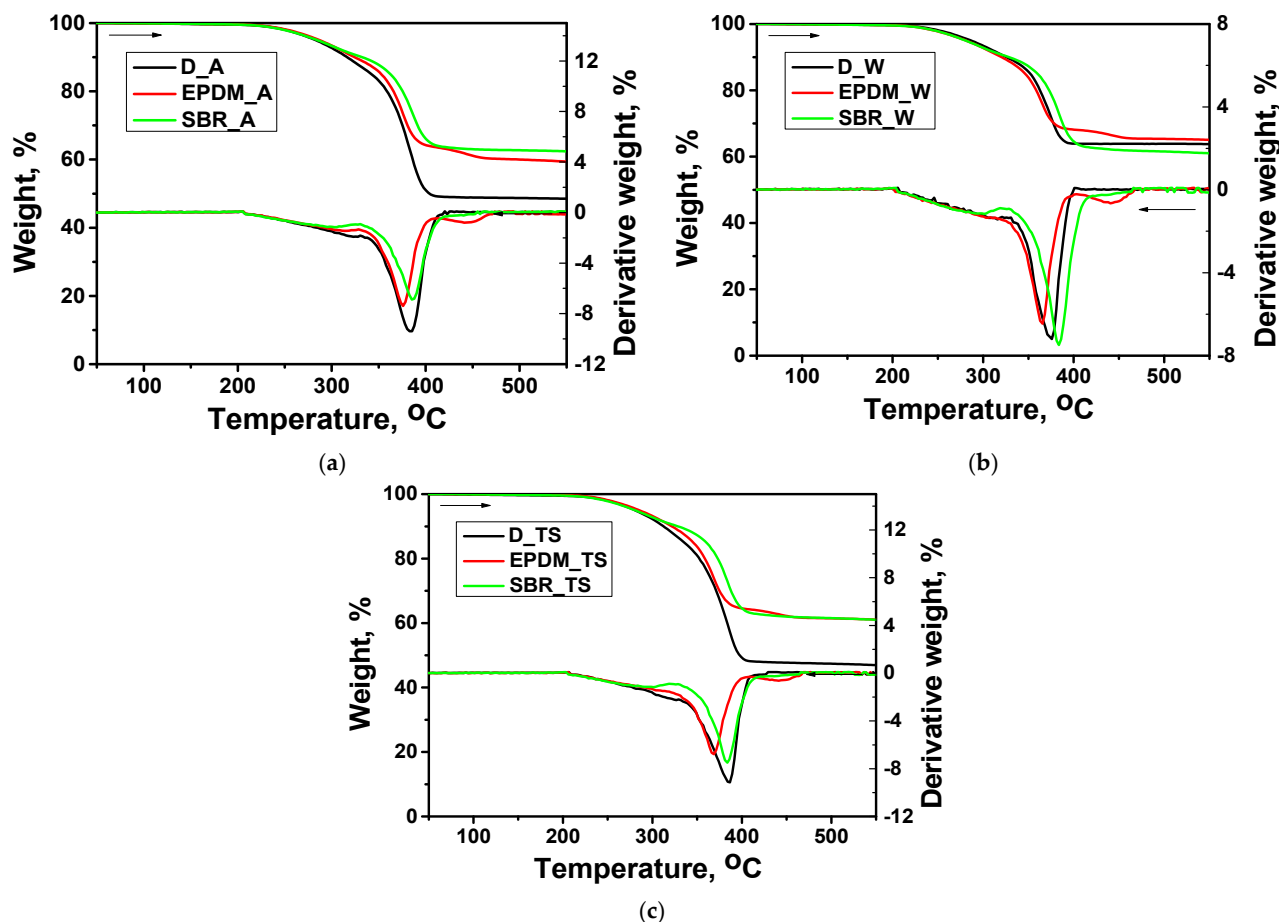 100
80
60
40
20
0
Weight, %
D_A
EPDM_A
SBR_A
12
8
4
0
-4
-8
-12
Derivative weight, %
100 200 300 400 500
Temperature, ºC
(a)
100
80
60
40
20
0
Weight, %
D_W
EPDM_W
SBR_W
8
4
0
-4
-8
Derivative weight, %
100 200 300 400 500
Temperature, ºC
(b)
100
80
60
40
20
0
Weight, %
D_TS
EPDM_TS
SBR_TS
12
8
4
0
-4
-8
-12
Derivative weight, %
100 200 300 400 500
Temperature, ºC
(c)